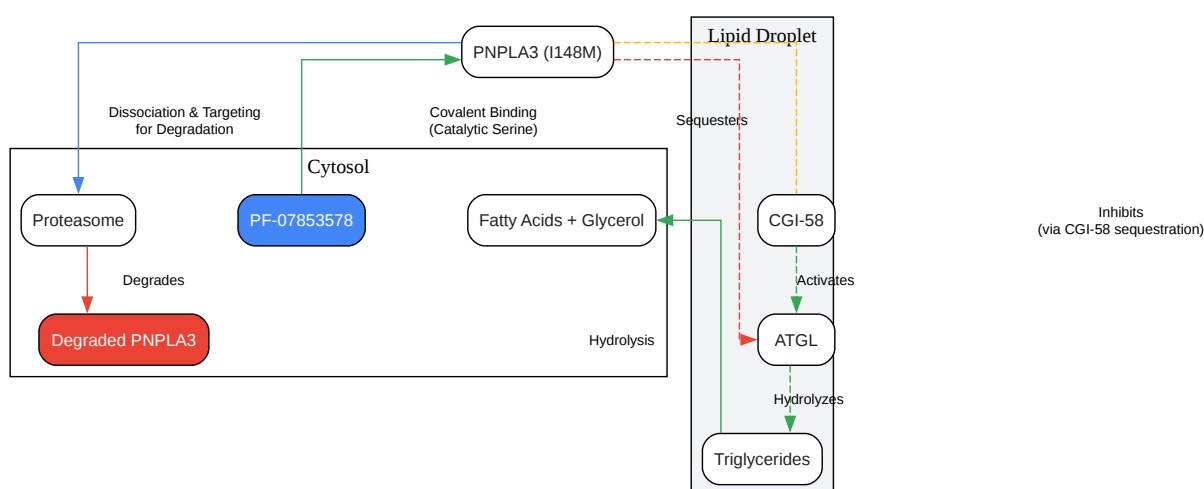 Lipid Droplet
PNPLA3 (I148M)
Dissociation & Targeting
for Degradation
Covalent Binding
(Catalytic Serine)
Sequesters
Cytosol
Proteasome
PF-07853578
Fatty Acids + Glycerol
CGI-58
Inhibits
(via CGI-58 sequestration)
Degrades
Activates
Degraded PNPLA3
Hydrolysis
ATGL
Hydrolyzes
Triglycerides